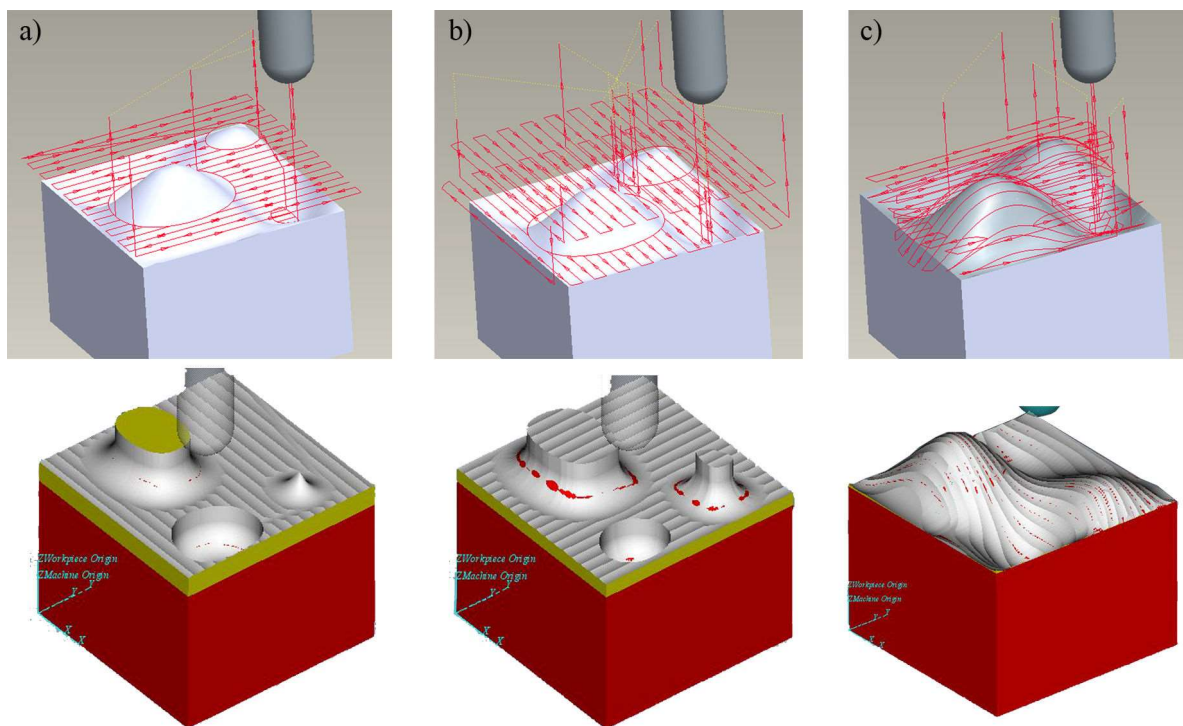 a)
b)
c)
ZWorkpiece Origin
ZMachine Origin
Y
Y
X
X
ZWorkpiece Origin
ZMachine Origin
Y
Y
X
X
ZWorkpiece Origin
ZMachine Origin
Y
Y
X
X